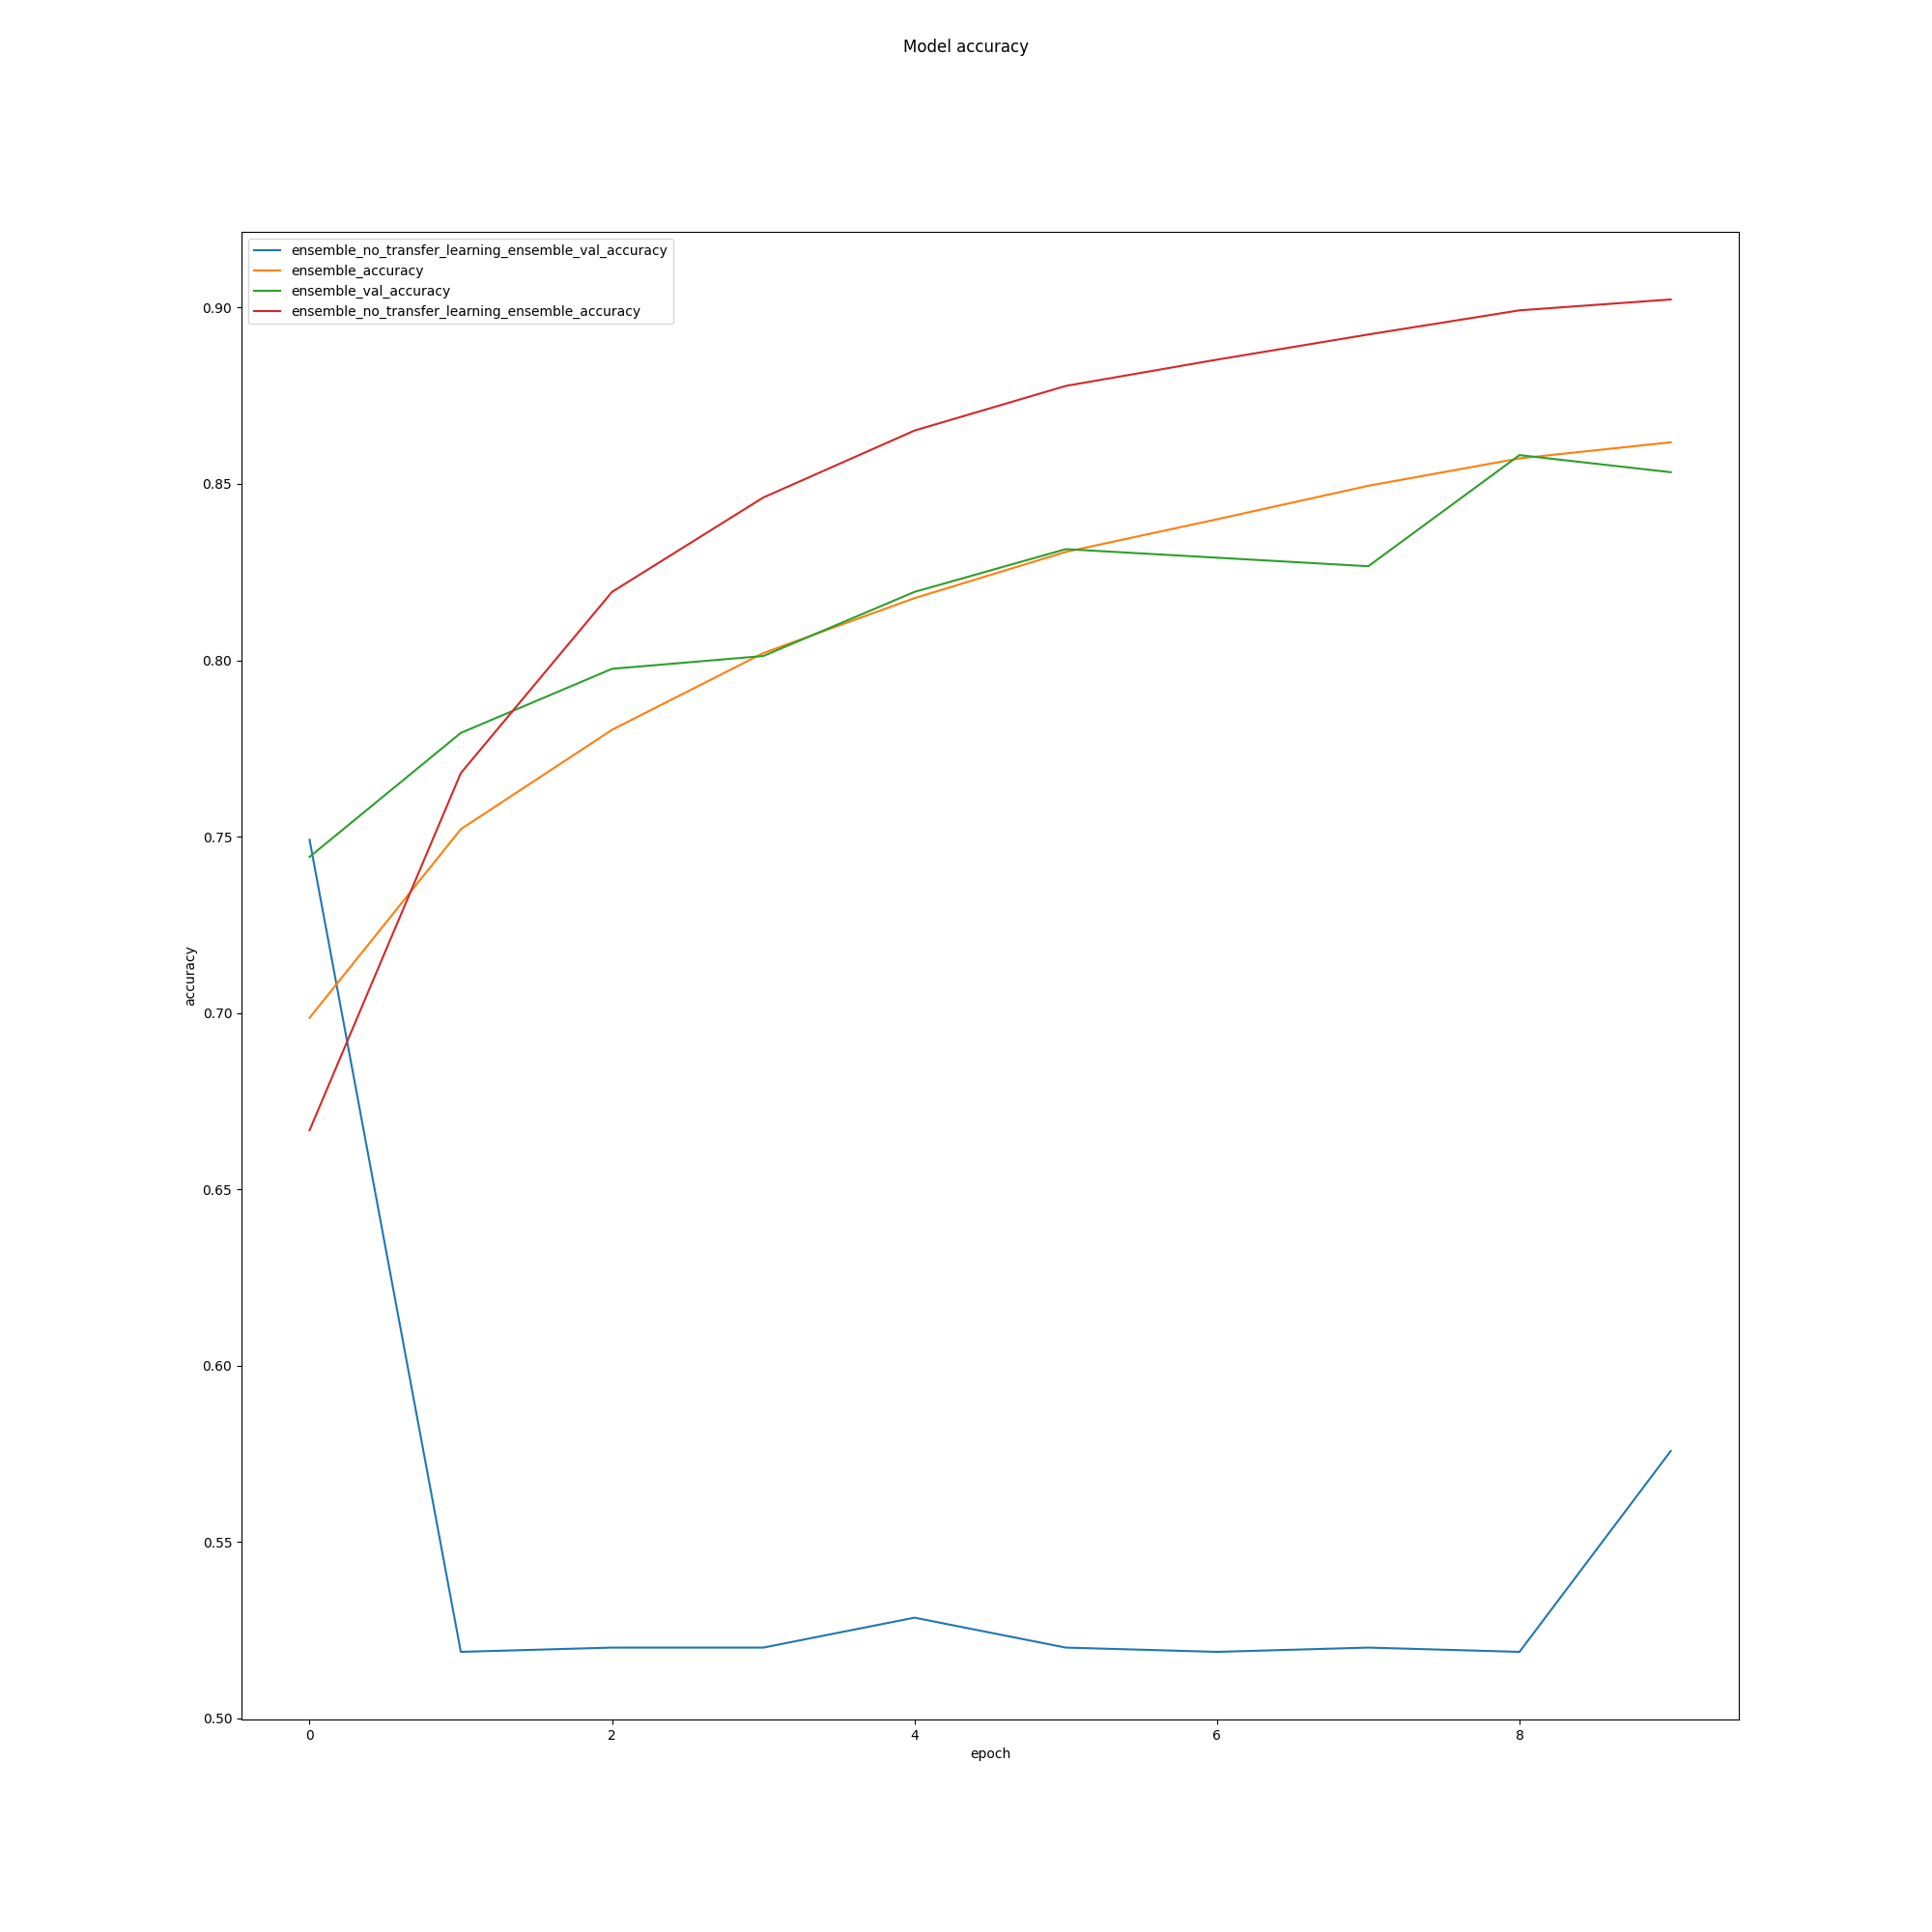 Model accuracy
ensemble_no_transfer_learning_ensemble_val_accuracy
ensemble_accuracy
ensemble_val_accuracy
ensemble_no_transfer_learning_ensemble_accuracy
0.90
0.85
0.80
0.75
0.70
0.65
0.60
0.55
0.50
accuracy
0 2 4 6 8
epoch